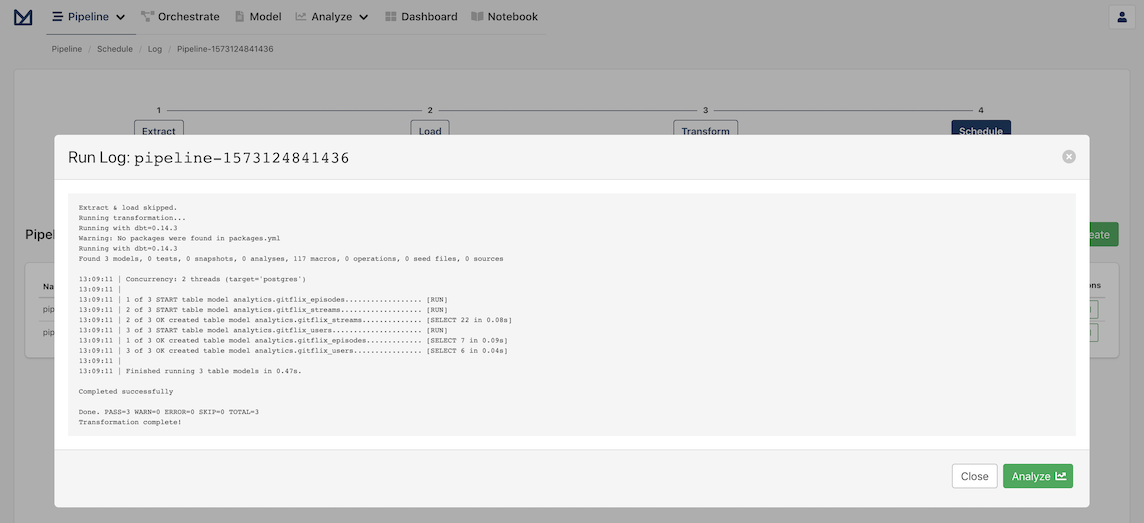 Pipeline Orchestrate Model Analyze Dashboard Notebook
Pipeline / Schedule / Log / Pipeline-1573124841436
1 2 3 4
Extract Load Transform Schedule
Run Log: pipeline-1573124841436
Extract & load skipped.
Running transformation...
Running with dbt=0.14.3
Warning: No packages were found in packages.yml
Running with dbt=0.14.3
Found 3 models, 0 tests, 0 snapshots, 0 analyses, 117 macros, 0 operations, 0 seed files, 0 sources
13:09:11 | Concurrency: 2 threads (target='postgres')
13:09:11 |
13:09:11 | 1 of 3 START table model analytics.gitflix_episodes.................. [RUN]
13:09:11 | 2 of 3 START table model analytics.gitflix_streams................... [RUN]
13:09:11 | 2 of 3 OK created table model analytics.gitflix_streams.............. [SELECT 22 in 0.08s]
13:09:11 | 3 of 3 START table model analytics.gitflix_users..................... [RUN]
13:09:11 | 1 of 3 OK created table model analytics.gitflix_episodes............. [SELECT 7 in 0.09s]
13:09:11 | 3 of 3 OK created table model analytics.gitflix_users................ [SELECT 6 in 0.04s]
13:09:11 |
13:09:11 | Finished running 3 table models in 0.47s.
Completed successfully
Done. PASS=3 WARN=0 ERROR=0 SKIP=0 TOTAL=3
Transformation complete!
Close Analyze